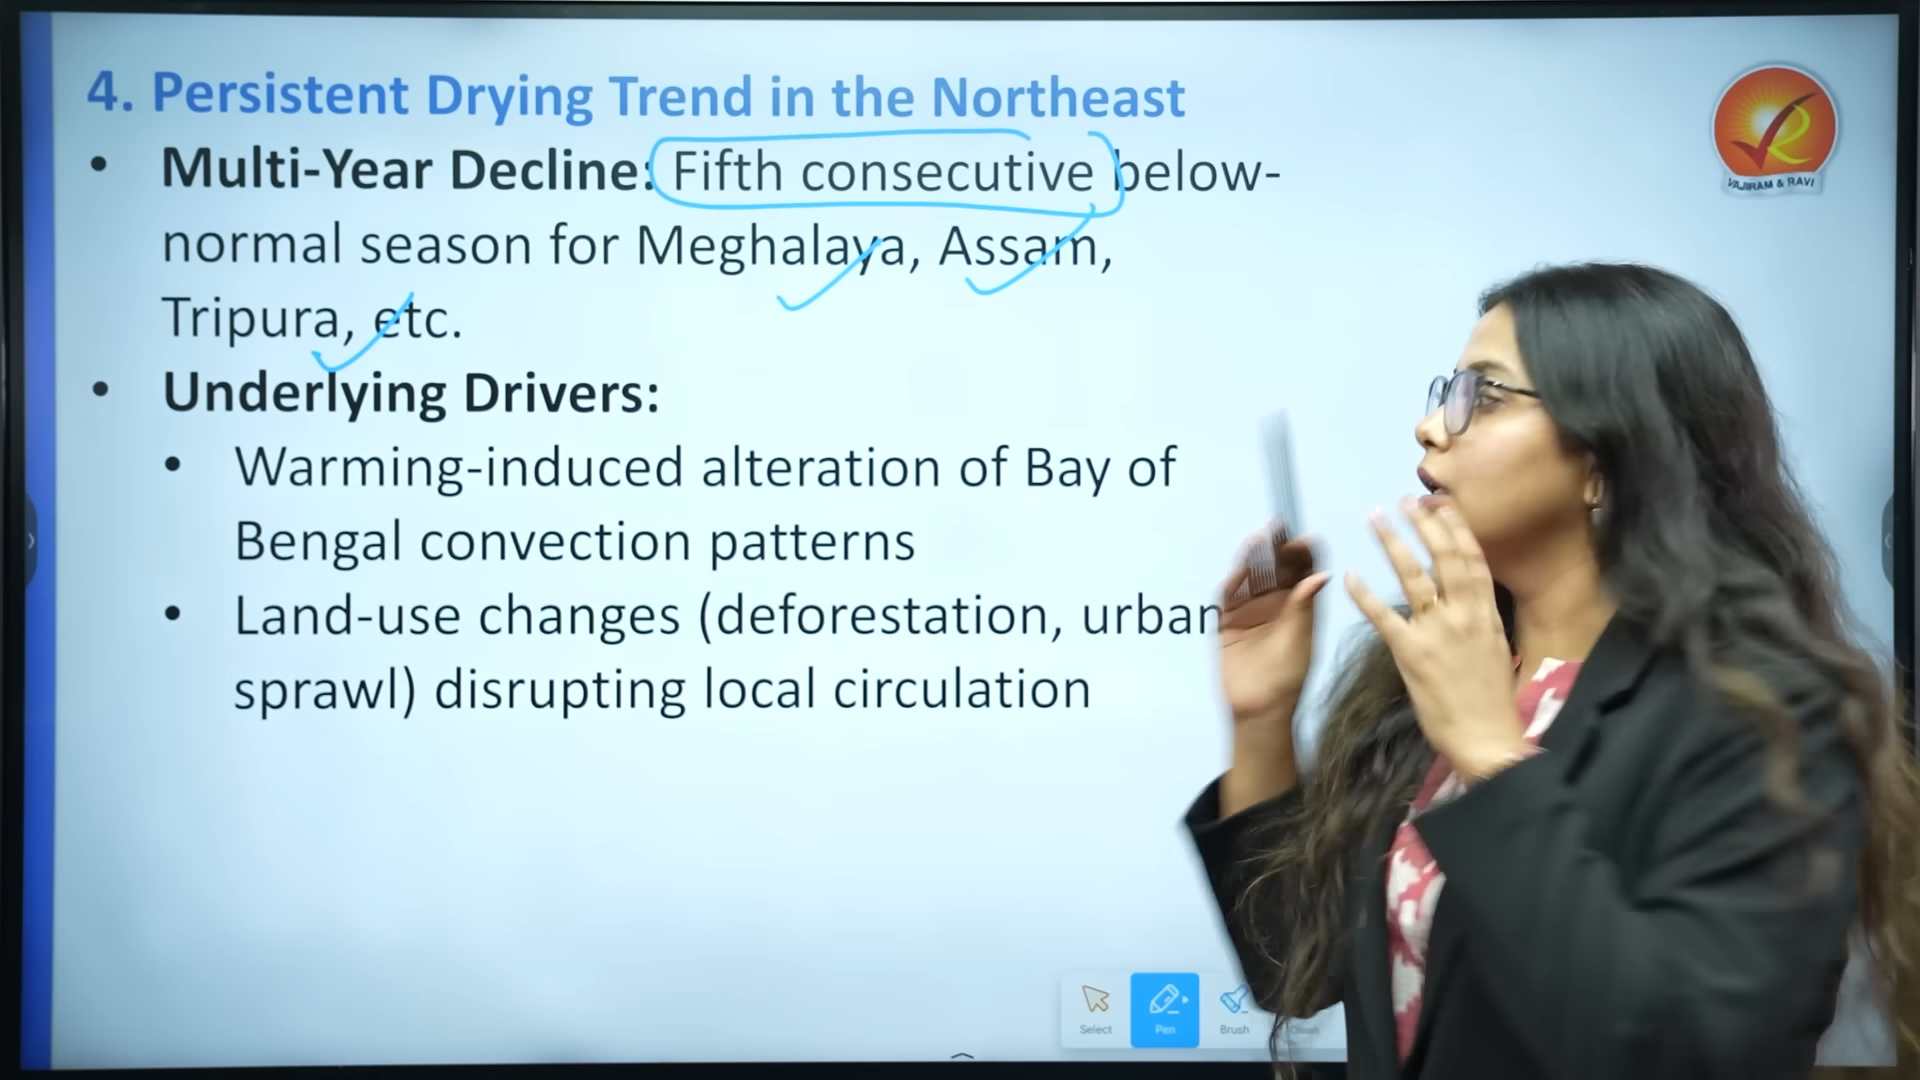 4. Persistent Drying Trend in the Northeast
• Multi-Year Decline: Fifth consecutive below-
normal season for Meghalaya, Assam,
Tripura, etc.
• Underlying Drivers:
• Warming-induced alteration of Bay of
Bengal convection patterns
• Land-use changes (deforestation, urban
sprawl) disrupting local circulation
VAJIRAM & RAVI
Select
Pen
Brush